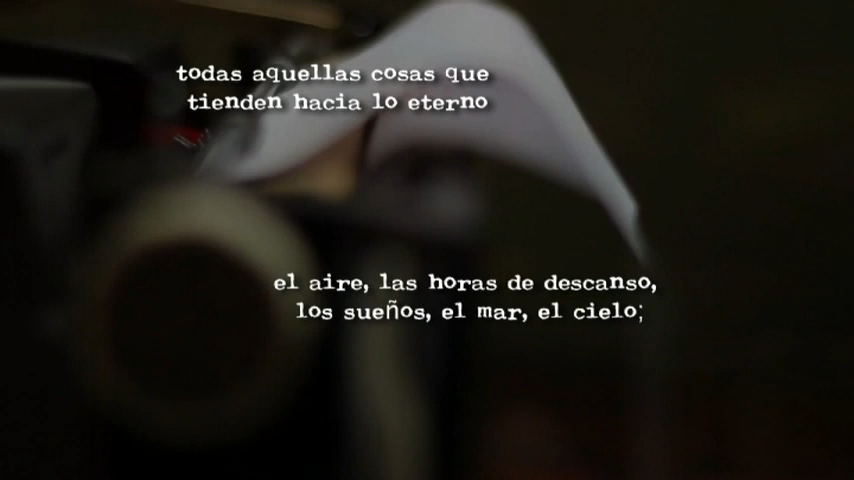 todas aquellas cosas que
tienden hacia lo eterno
el aire, las horas de descanso,
los sueños, el mar, el cielo;